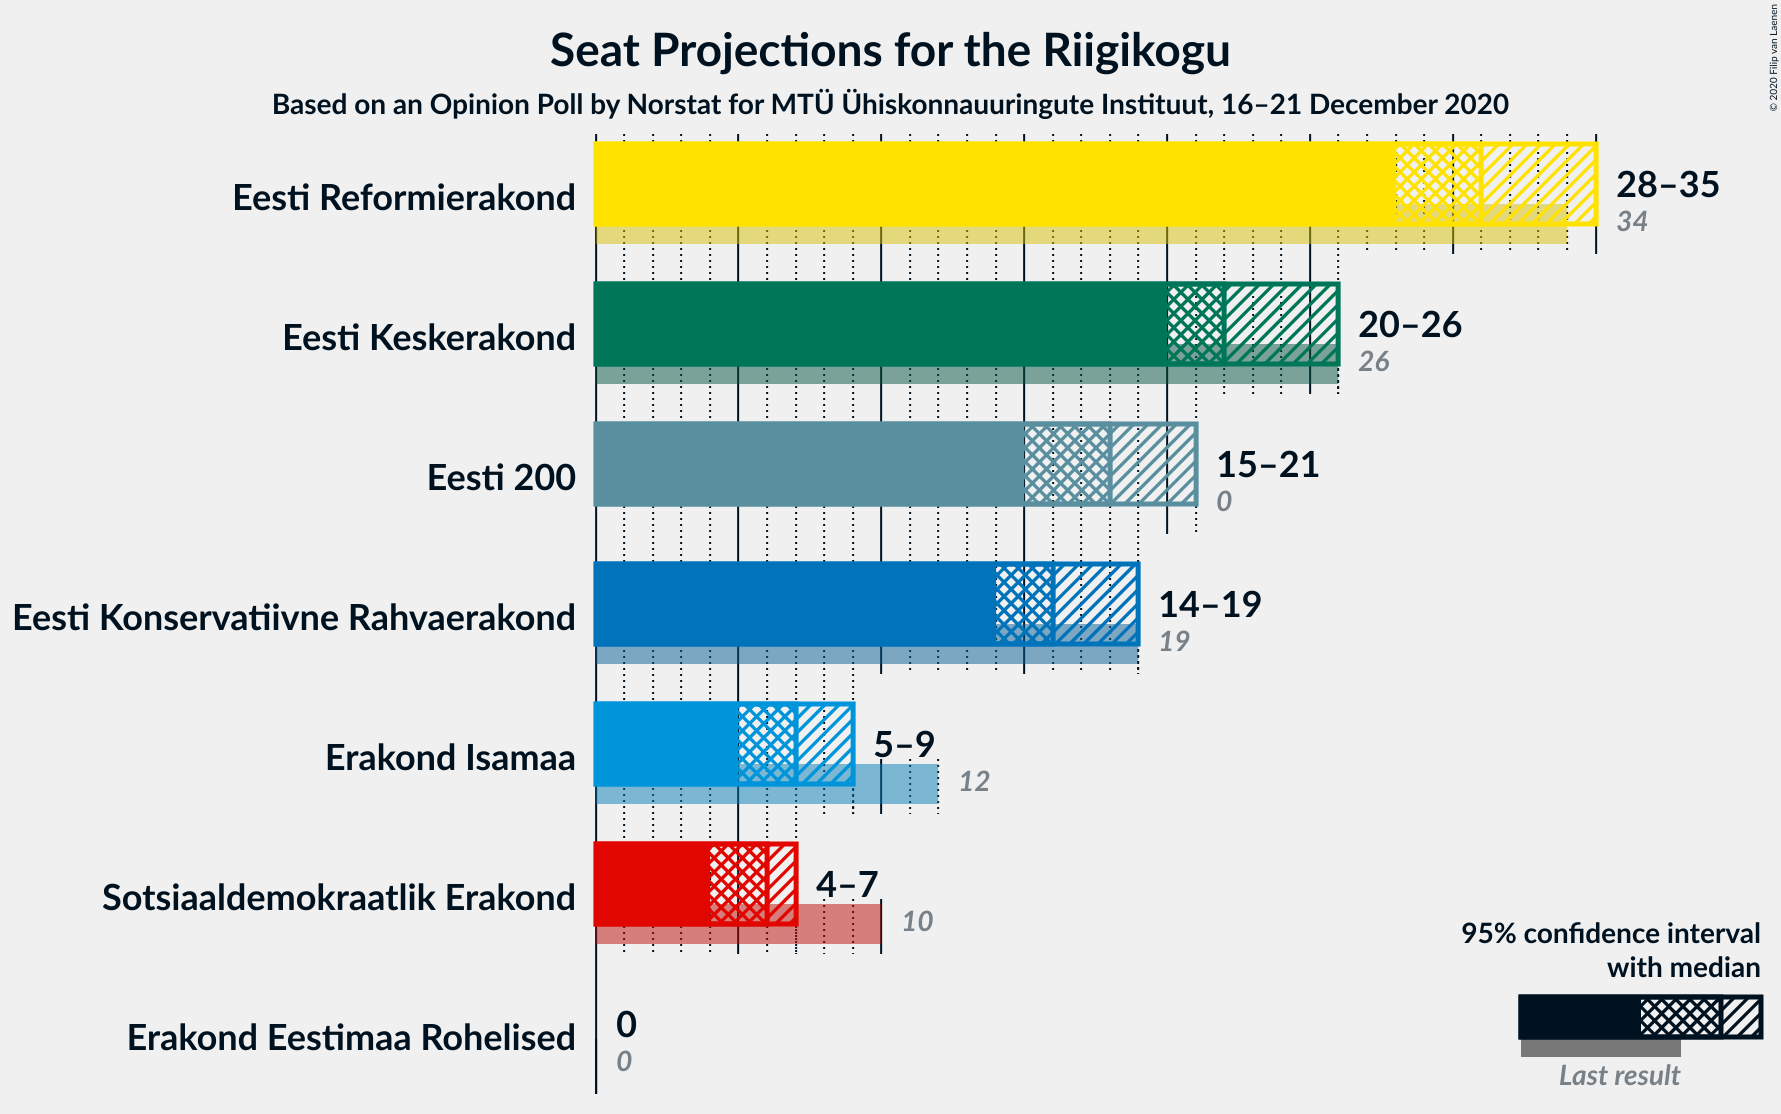 Seat Projections for the Riigikogu
Based on an Opinion Poll by Norstat for MTÜ Ühiskonnauuringute Instituut, 16–21 December 2020
© 2020 Filip van Laenen
Eesti Reformierakond
28–35
34
Eesti Keskerakond
20–26
26
Eesti 200
15–21
0
Eesti Konservatiivne Rahvaerakond
14–19
19
Erakond Isamaa
5–9
12
Sotsiaaldemokraatlik Erakond
4–7
10
Erakond Eestimaa Rohelised
0
0
95% confidence interval
with median
Last result